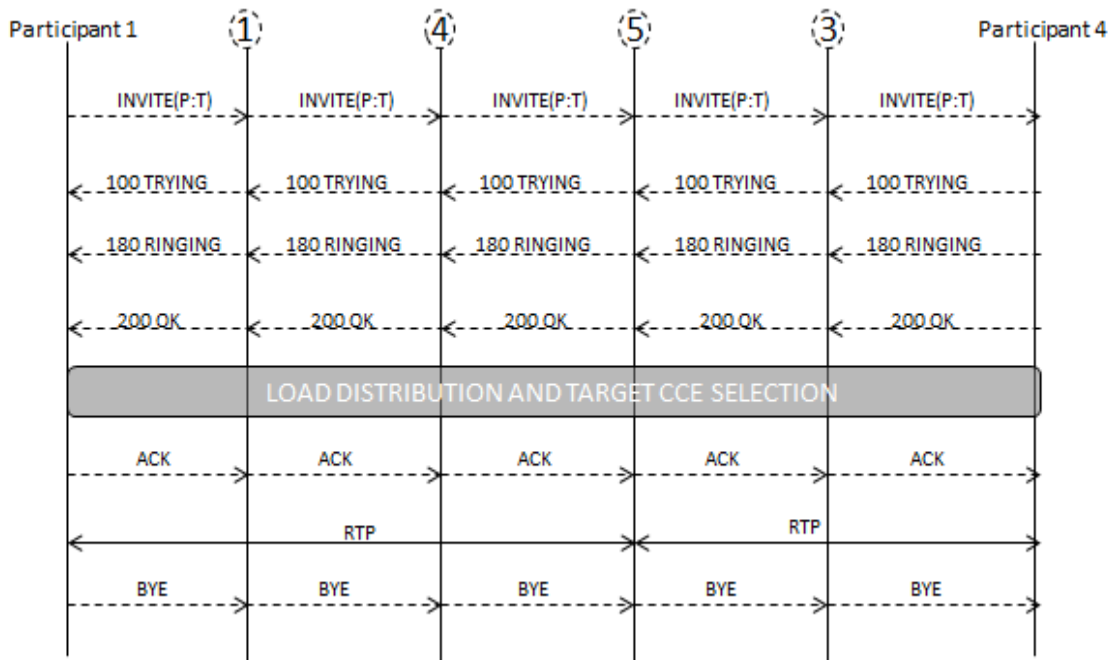 Participant 1 1 4 5 3 Participant 4
INVITE(P:T) INVITE(P:T) INVITE(P:T) INVITE(P:T) INVITE(P:T)
100 TRYING 100 TRYING 100 TRYING 100 TRYING 100 TRYING
180 RINGING 180 RINGING 180 RINGING 180 RINGING 180 RINGING
200 OK 200 OK 200 OK 200 OK 200 OK
LOAD DISTRIBUTION AND TARGET CCE SELECTION
ACK ACK ACK ACK ACK
RTP RTP
BYE BYE BYE BYE BYE